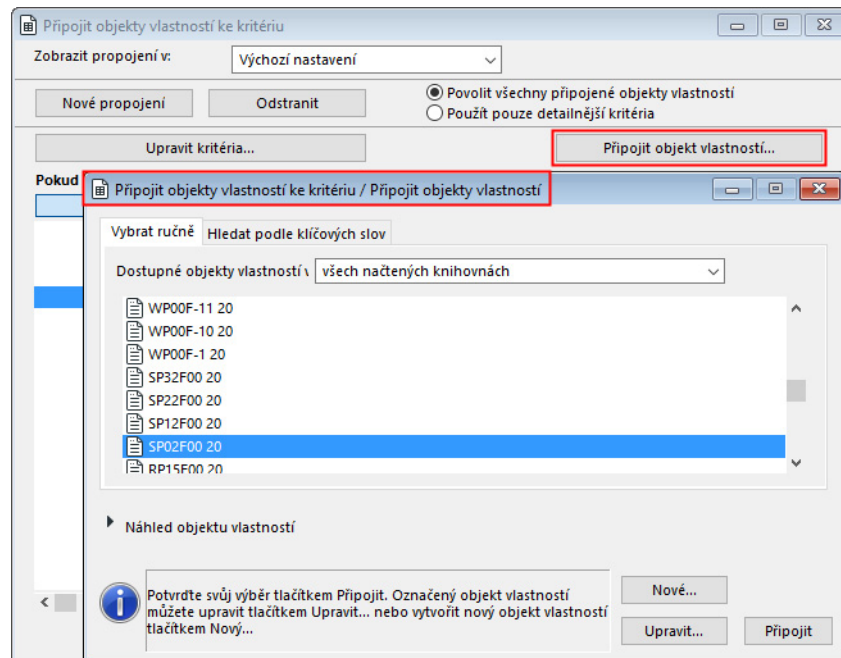 Připojit objekty vlastností ke kritériu
Zobrazit propojení v:
Výchozí nastavení
Nové propojení
Odstranit
Povolit všechny připojené objekty vlastností
Použít pouze detailnější kritéria
Upravit kritéria...
Připojit objekt vlastností...
Pokud
Připojit objekty vlastností ke kritériu / Připojit objekty vlastností
Vybrat ručně
Hledat podle klíčových slov
Dostupné objekty vlastností
všech načtených knihovnách
WP00F-11 20
WP00F-10 20
WP00F-1 20
SP32F00 20
SP22F00 20
SP12F00 20
SP02F00 20
RP15F00 20
Náhled objektu vlastností
Potvrďte svůj výběr tlačítkem Připojit. Označený objekt vlastností
můžete upravit tlačítkem Upravit... nebo vytvořit nový objekt vlastností
tlačítkem Nový...
Nové...
Upravit...
Připojit